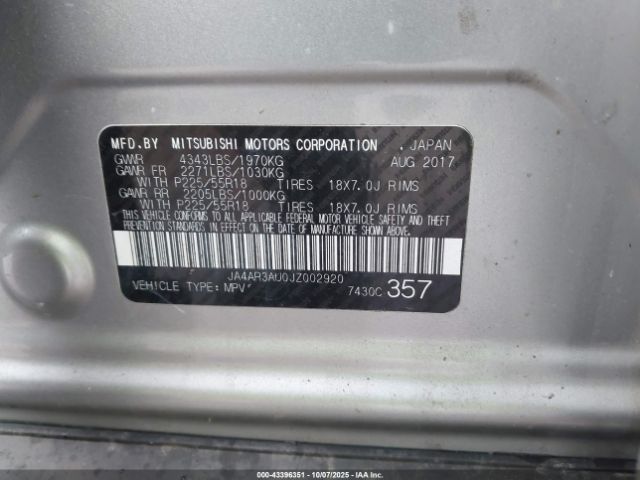 MFD.BY MITSUBISHI MOTORS CORPORATION . JAPAN
GVWR 4343LBS/1970KG AUG 2017
GAWR FR 2271LBS/1030KG
WITH P225/55R18 TIRES 18X7.0J RIMS
GAWR RR 2205LBS/1000KG
WITH P225/55R18 TIRES 18X7.0J RIMS
THIS VEHICLE CONFORMS TO ALL APPLICABLE FEDERAL MOTOR VEHICLE SAFETY AND THEFT
PREVENTION STANDARDS IN EFFECT ON THE DATE OF MANUFACTURE SHOWN ABOVE.
JA4AR3AU0JZ002920
VEHICLE TYPE: MPV 7430C 357
00-43396351 - 10/07/2025 - Copyright © IAA, LLC.